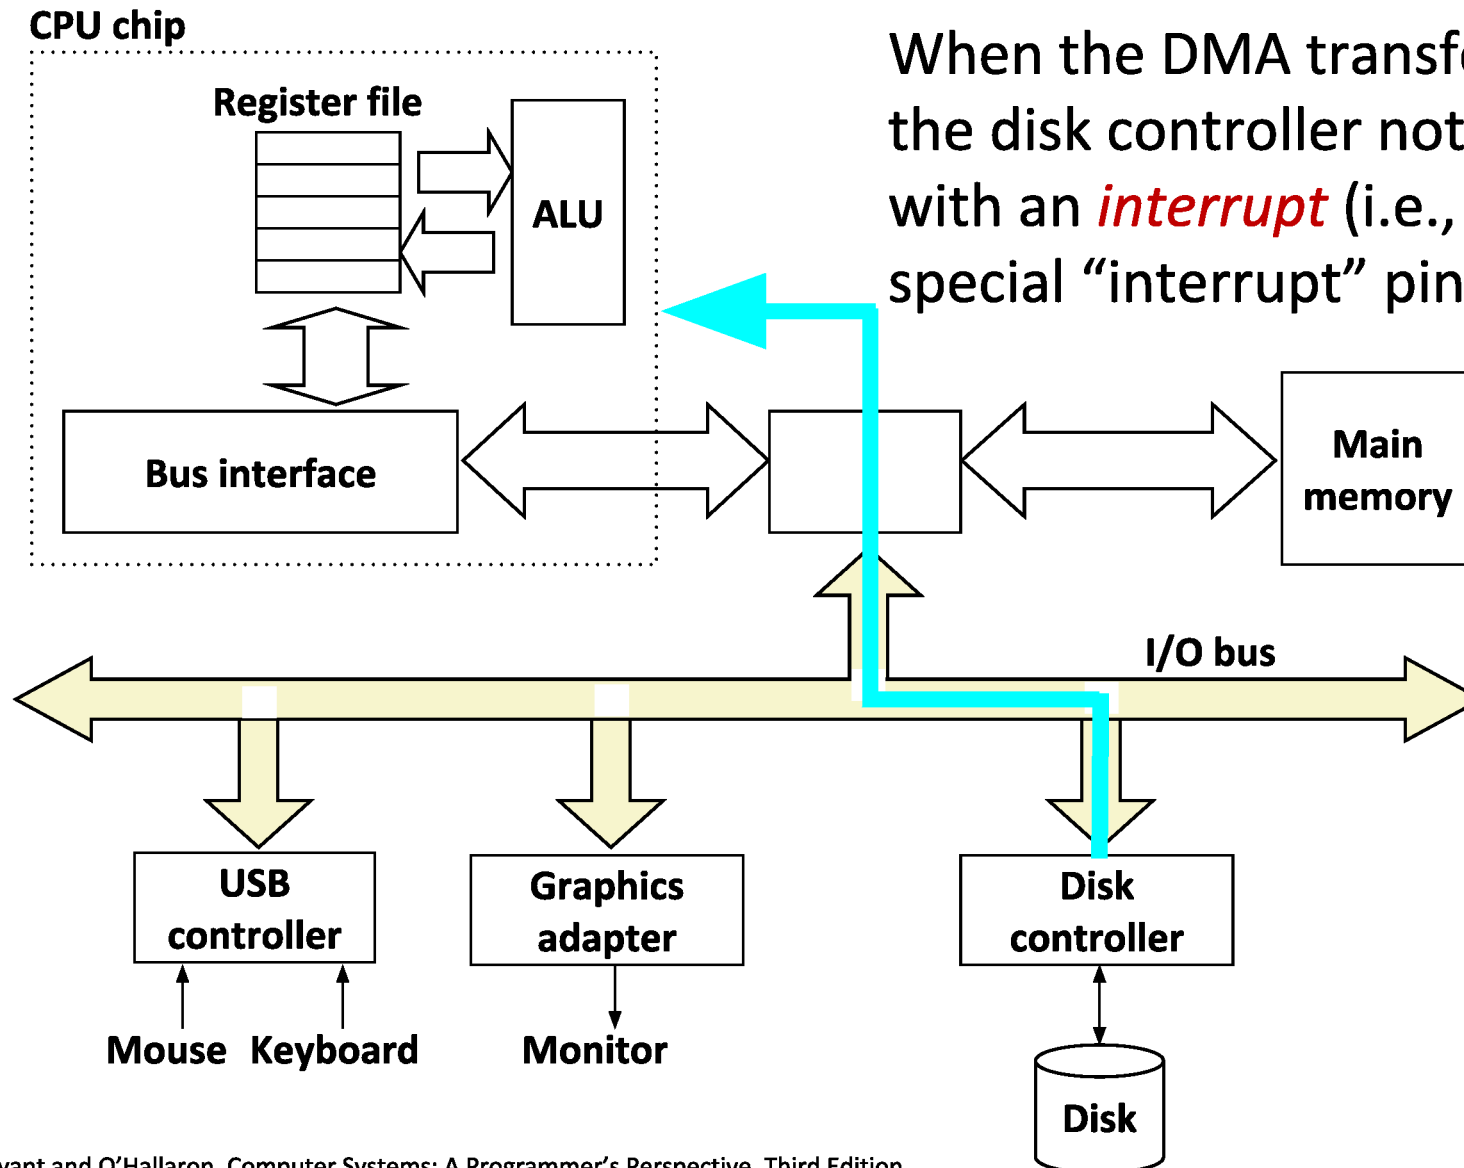 CPU chip
When the DMA
the disk controller
with an interrupt (i.e.,
special “interrupt” pin
Register file
ALU
Bus interface
Main
memory
I/O bus
USB
controller
Graphics
adapter
Disk
controller
Mouse
Keyboard
Monitor
Disk
and O’Hallaron, Computer Systems: A Programmer’s Perspective, Third Edition